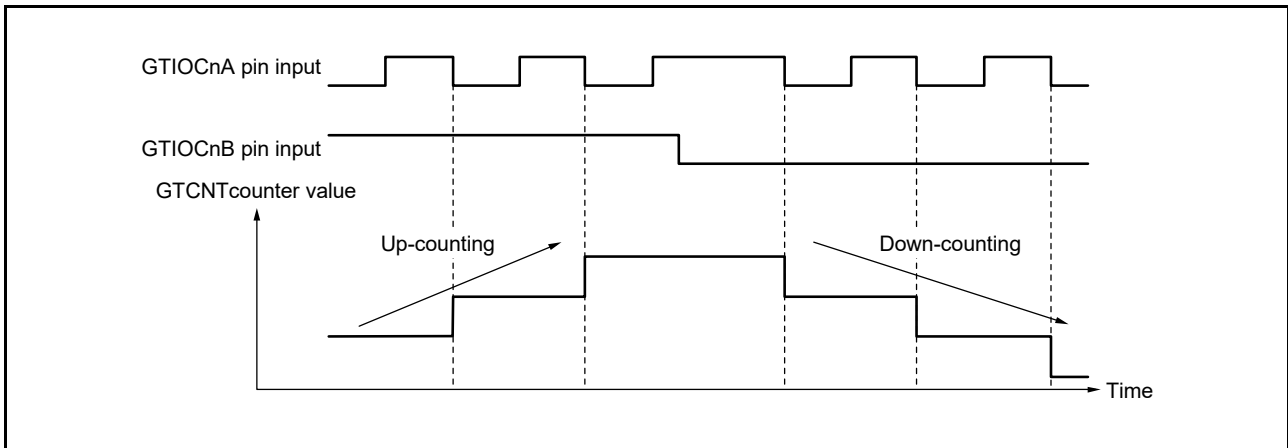 GTIOCnA pin input
GTIOCnB pin input
GTCNTcounter value
Up-counting
Down-counting
Time